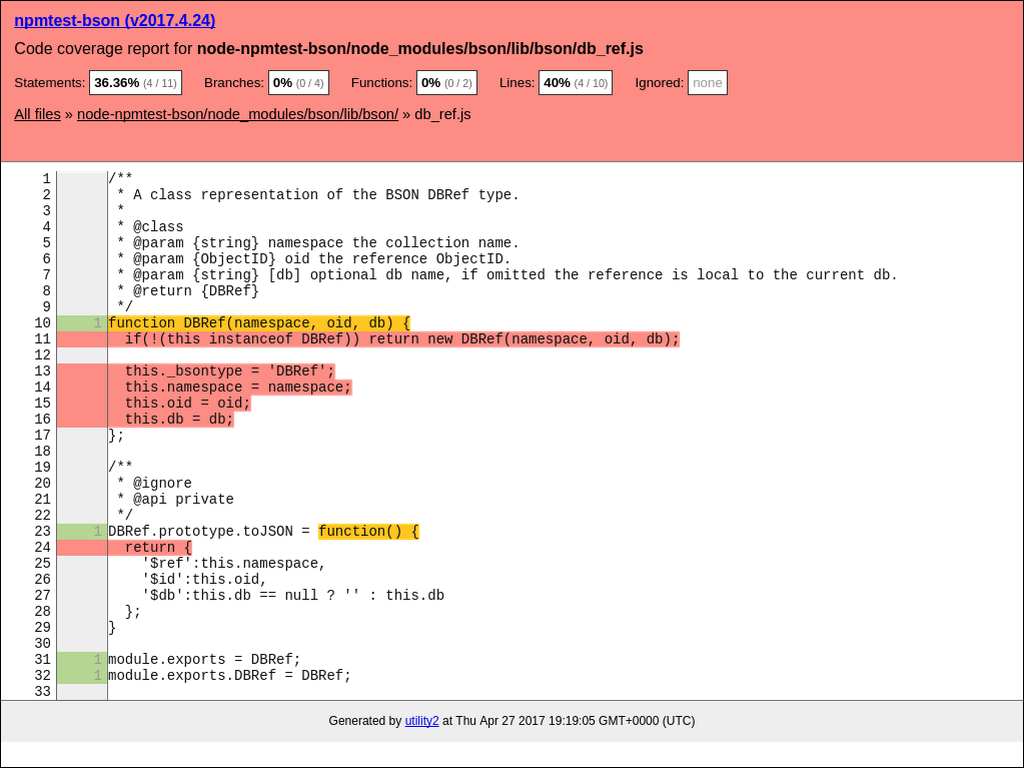 npmtest-bson (v2017.4.24)
Code coverage report for node-npmtest-bson/node_modules/bson/lib/bson/db_ref.js
Statements: 36.36% (4 / 11) Branches: 0% (0 / 4) Functions: 0% (0 / 2) Lines: 40% (4 / 10) Ignored: none
All files » node-npmtest-bson/node_modules/bson/lib/bson/ » db_ref.js
1 /**
2  * A class representation of the BSON DBRef type.
3  *
4  * @class
5  * @param {string} namespace the collection name.
6  * @param {ObjectID} oid the reference ObjectID.
7  * @param {string} [db] optional db name, if omitted the reference is local to the current db.
8  * @return {DBRef}
9  */
10 1 function DBRef(namespace, oid, db) {
11   if(!(this instanceof DBRef)) return new DBRef(namespace, oid, db);
12
13   this._bsontype = 'DBRef';
14   this.namespace = namespace;
15   this.oid = oid;
16   this.db = db;
17 };
18
19 /**
20  * @ignore
21  * @api private
22  */
23 1 DBRef.prototype.toJSON = function() {
24   return {
25     '$ref':this.namespace,
26     '$id':this.oid,
27     '$db':this.db == null ? '' : this.db
28   };
29 }
30
31 1 module.exports = DBRef;
32 1 module.exports.DBRef = DBRef;
33
Generated by utility2 at Thu Apr 27 2017 19:19:05 GMT+0000 (UTC)